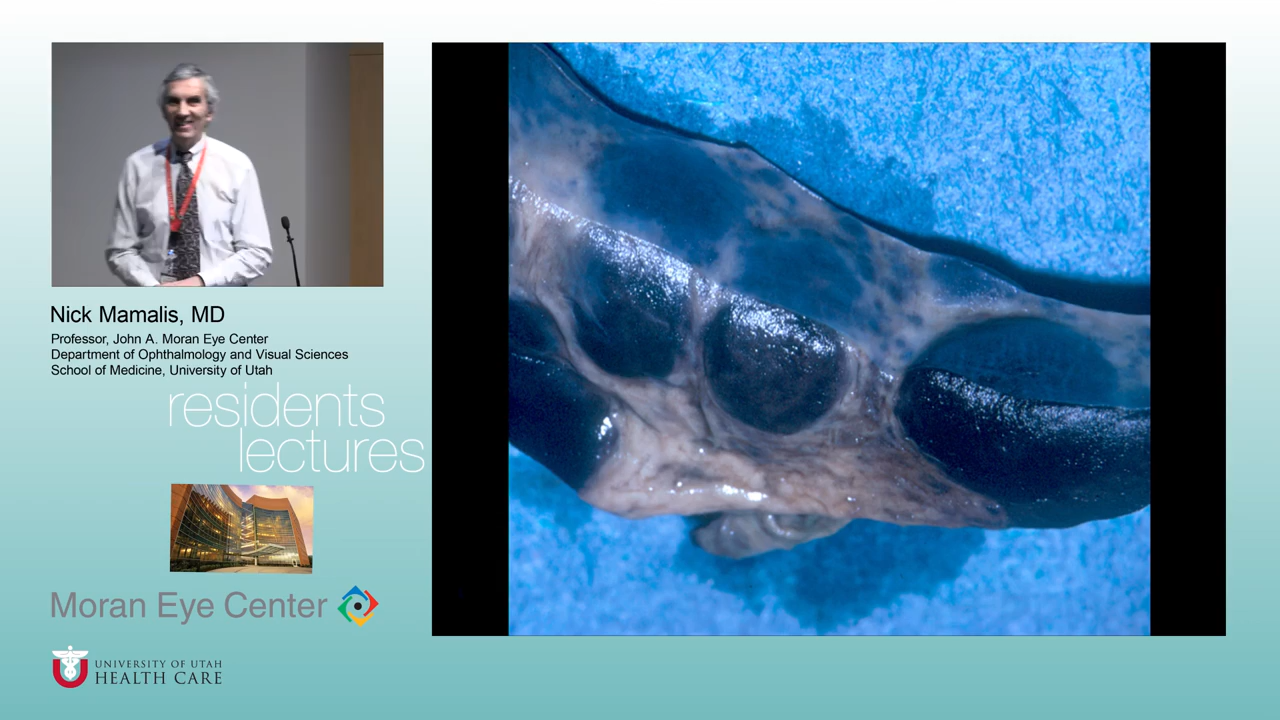 Nick Mamalis, MD
Professor, John A. Moran Eye Center
Department of Ophthalmology and Visual Sciences
School of Medicine, University of Utah
residents
lectures
Moran Eye Center
UNIVERSITY OF UTAH
HEALTH CARE